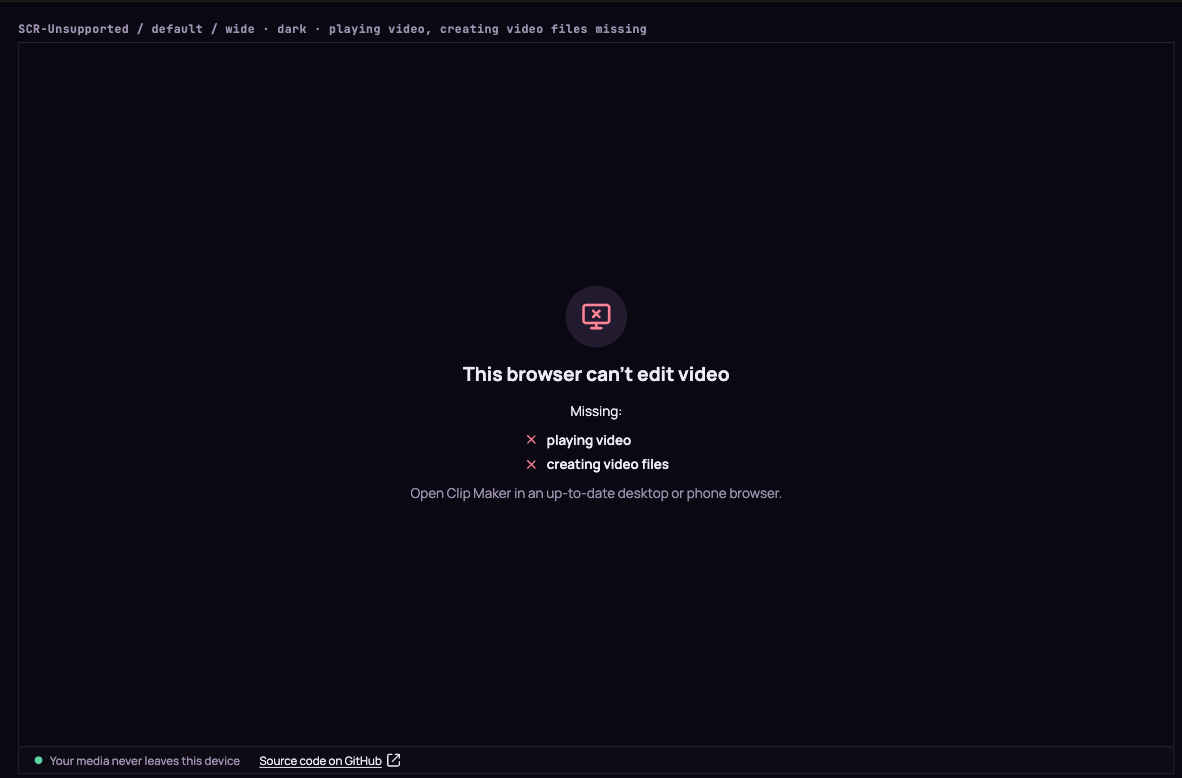 SCR-Unsupported / default / wide · dark · playing video, creating video files missing
This browser can’t edit video
Missing:
playing video
creating video files
Open Clip Maker in an up-to-date desktop or phone browser.
Your media never leaves this device
Source code on GitHub